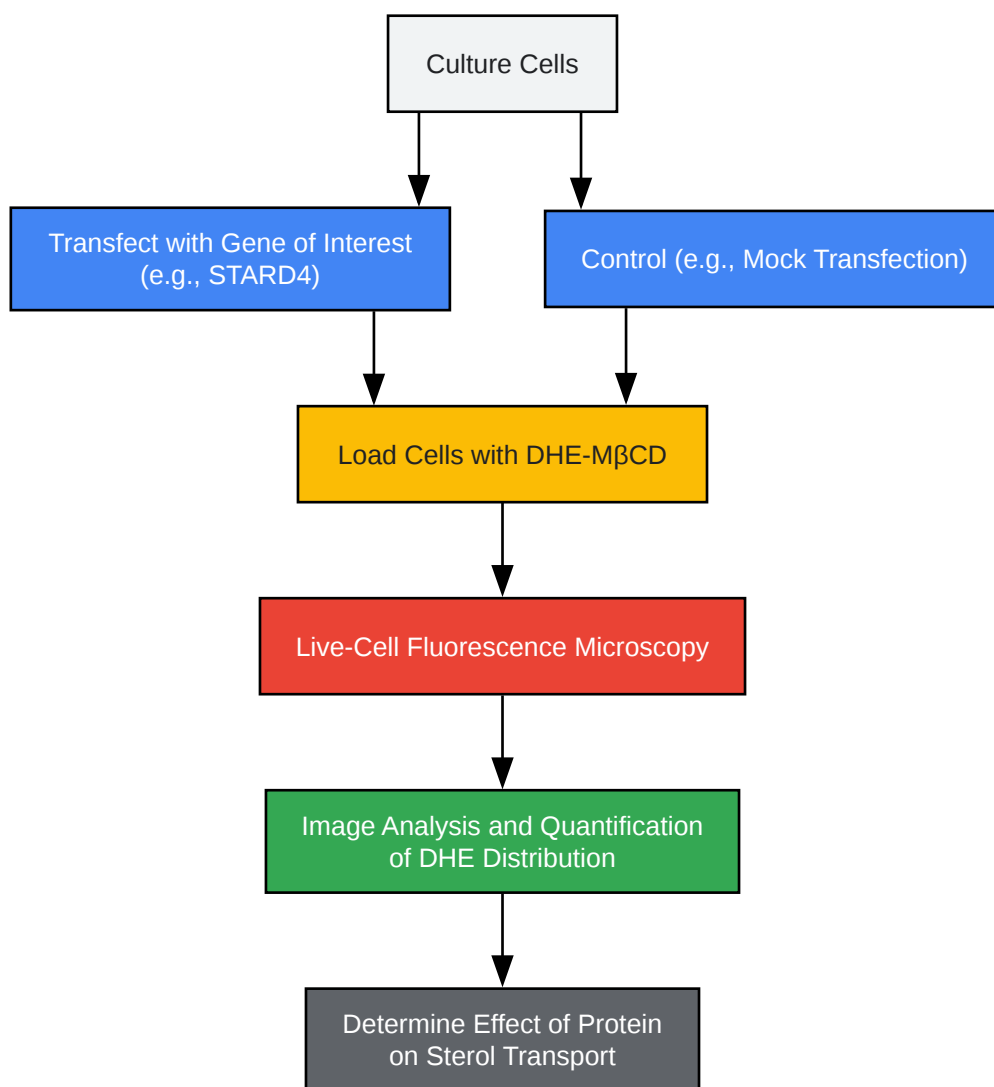 Culture Cells
Transfect with Gene of Interest
(e.g., STARD4)
Control (e.g., Mock Transfection)
Load Cells with DHE-MβCD
Live-Cell Fluorescence Microscopy
Image Analysis and Quantification
of DHE Distribution
Determine Effect of Protein
on Sterol Transport